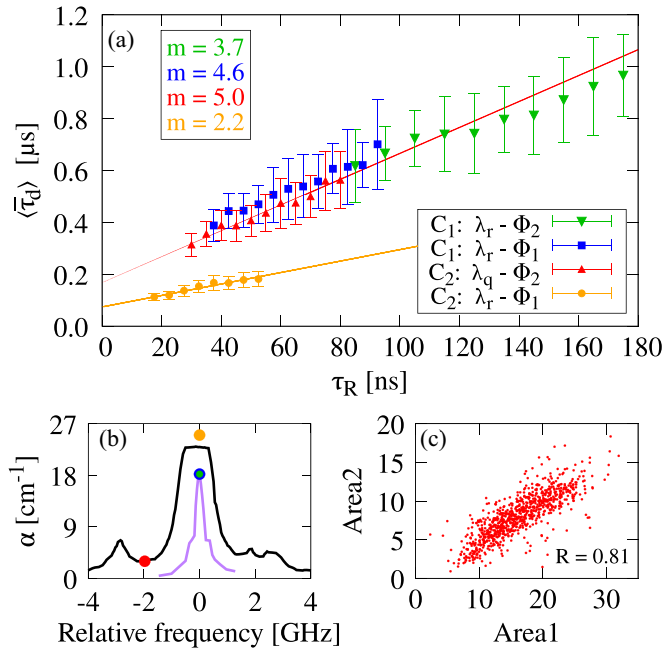 (a)
m = 3.7
m = 4.6
m = 5.0
m = 2.2
1.2
1.0
0.8
0.6
0.4
0.2
0.0
⟨τ̅d⟩ [μs]
C₁: λr - Φ₂
C₁: λr - Φ₁
C₂: λq - Φ₂
C₂: λr - Φ₁
0 20 40 60 80 100 120 140 160 180
τR [ns]
(b)
27
18
9
0
α [cm⁻¹]
-4 -2 0 2 4
Relative frequency [GHz]
(c)
20
15
10
5
0
Area2
R = 0.81
0 10 20 30
Area1